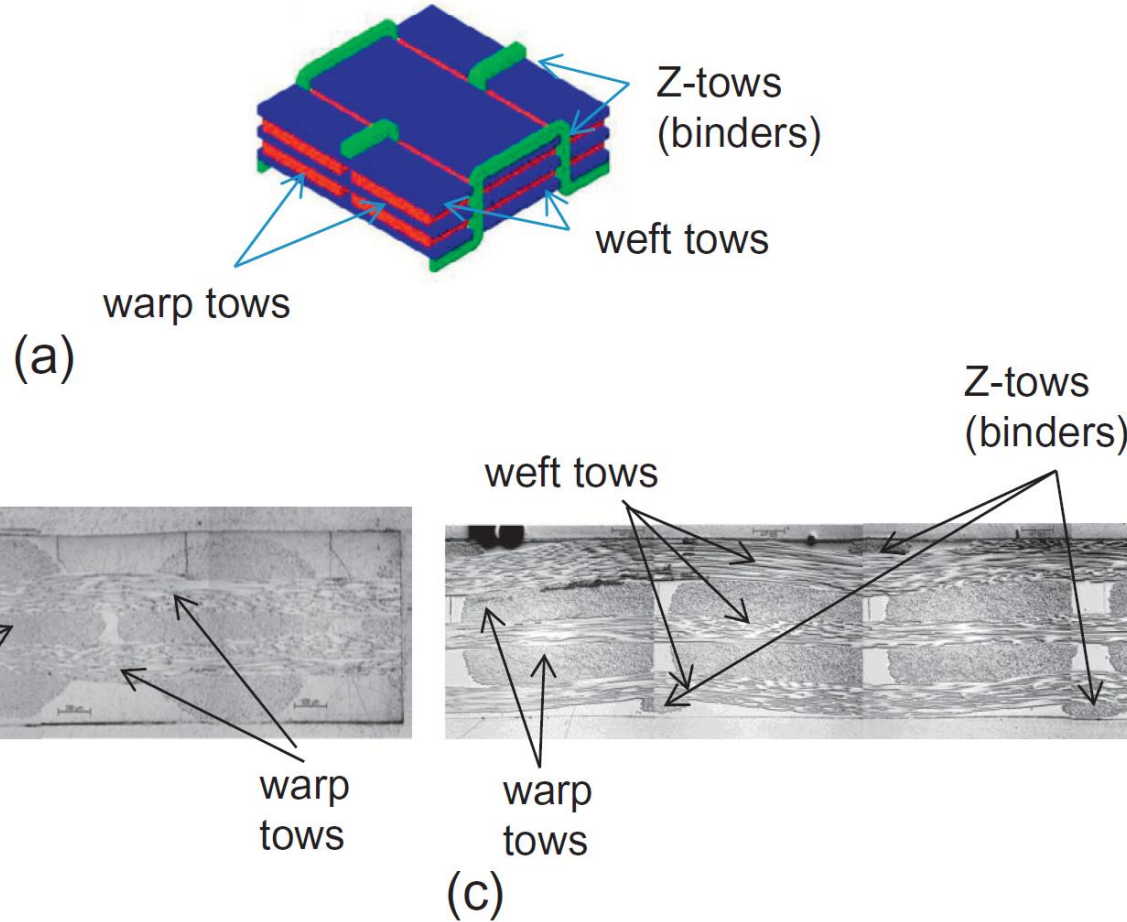 Z-tows
(binders)
weft tows
warp tows
(a)
Z-tows
(binders)
weft tows
warp
tows
warp
tows
(c)